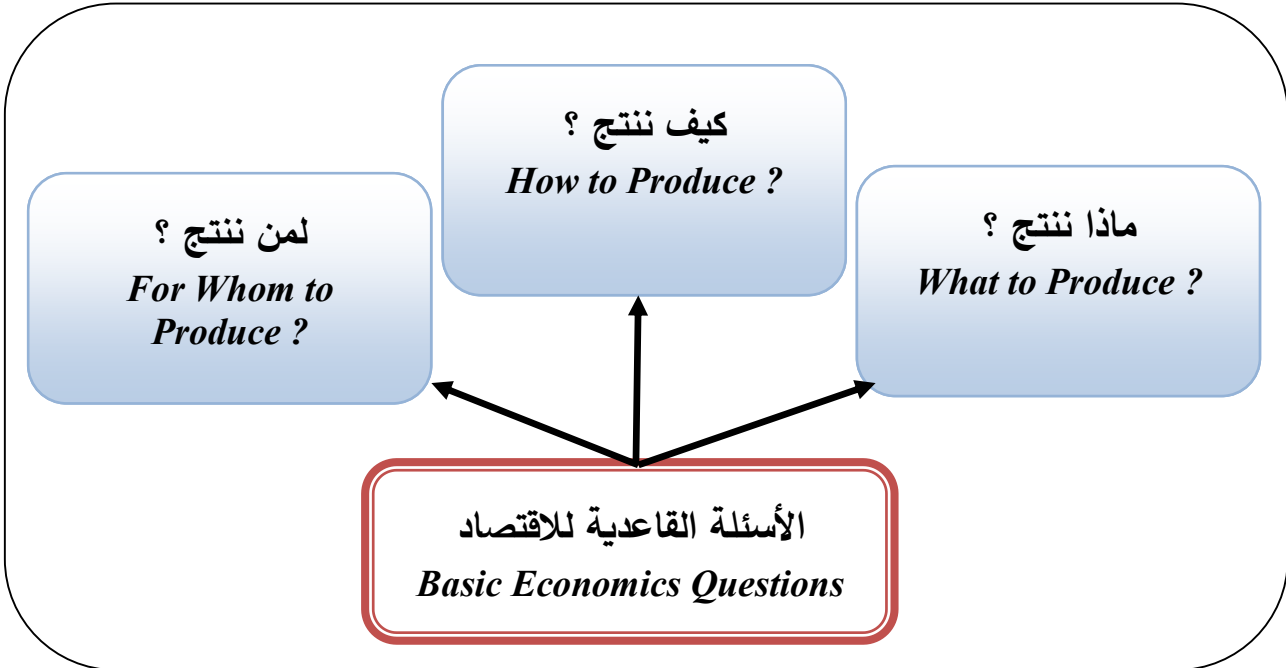 كيف ننتج ؟
How to Produce ?
ماذا ننتج ؟
What to Produce ?
لمن ننتج ؟
For Whom to
Produce ?
الأسئلة القاعدية للاقتصاد
Basic Economics Questions